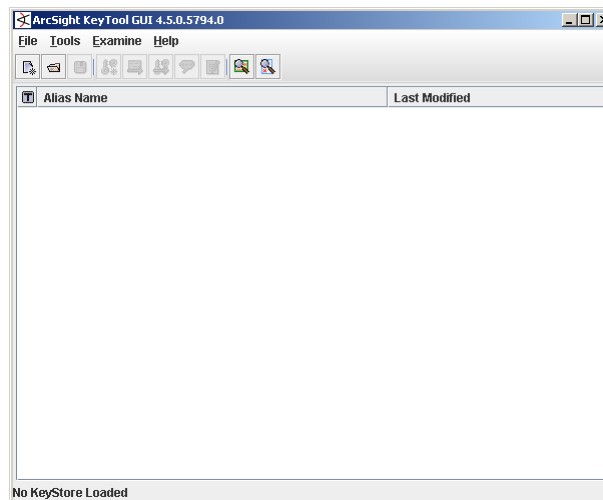 ArcSight KeyTool GUI 4.5.0.5794.0
File Tools Examine Help
T Alias Name Last Modified
No KeyStore Loaded